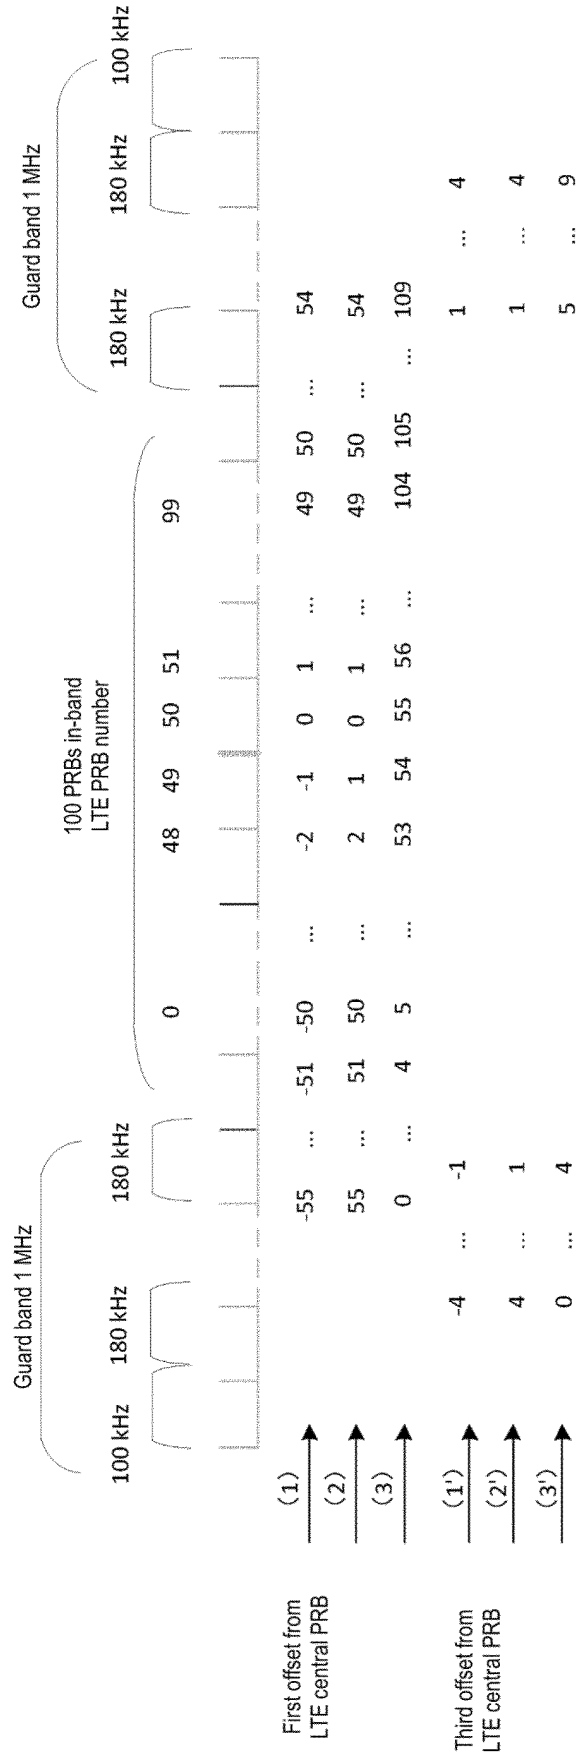 Guard band 1 MHz
100 PRBs in-band
LTE PRB number
Guard band 1 MHz
100 kHz 180 kHz 180 kHz 180 kHz 180 kHz 100 kHz
0 48 49 50 51 99
First offset from
LTE central PRB
(1) -55 ... -51 -50 ... -2 -1 0 1 ... 49 50 ... 54
(2) 55 ... 51 50 ... 2 1 0 1 ... 49 50 ... 54
(3) 0 ... 4 5 ... 53 54 55 56 ... 104 105 ... 109
Third offset from
LTE central PRB
(1') -4 ... -1 1 ... 4
(2') 4 ... 1 1 ... 4
(3') 0 ... 4 5 ... 9